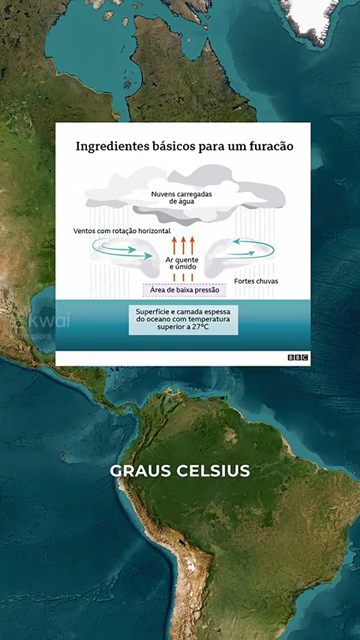 Ingredientes básicos para um furacão
Nuvens carregadas
de água
Ventos com rotação horizontal
Ar quente
e úmido
Fortes chuvas
Área de baixa pressão
Superfície e camada espessa
do oceano com temperatura
superior a 27ºC
kwai
BBC
GRAUS CELSIUS